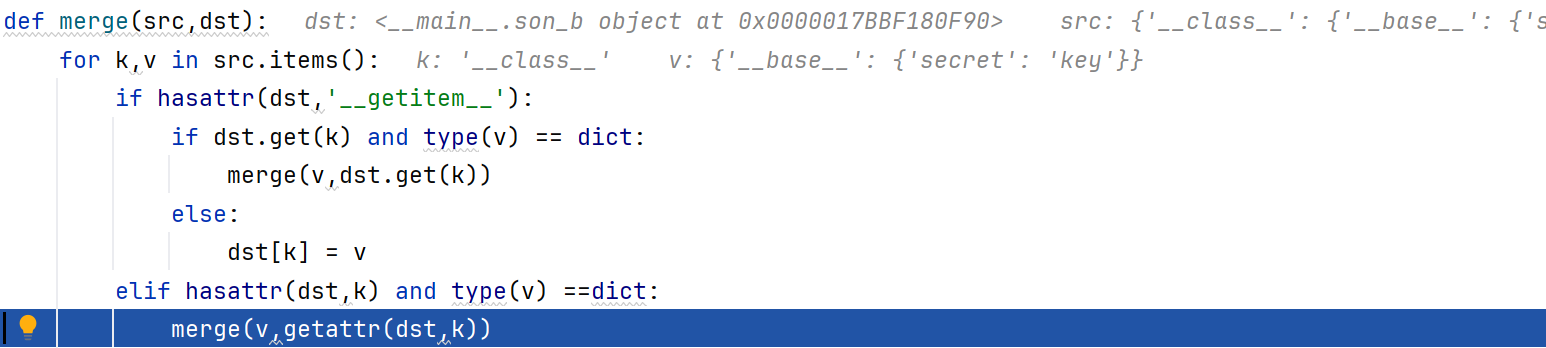 def merge(src,dst):   dst: <__main__.son_b object at 0x0000017BBF180F90>    src: {'__class__': {'__base__': {'s
    for k,v in src.items():   k: '__class__'    v: {'__base__': {'secret': 'key'}}
        if hasattr(dst,'__getitem__'):
            if dst.get(k) and type(v) == dict:
                merge(v,dst.get(k))
            else:
                dst[k] = v
        elif hasattr(dst,k) and type(v) ==dict:
            merge(v,getattr(dst,k))